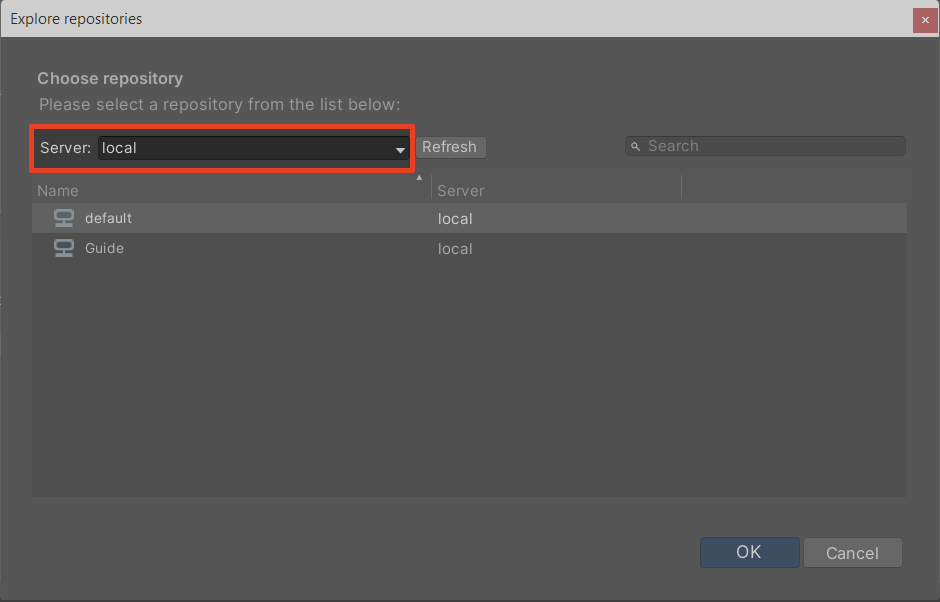 Explore repositories
Choose repository
Please select a repository from the list below:
Server: local Refresh Search
Name Server
default local
Guide local
OK Cancel